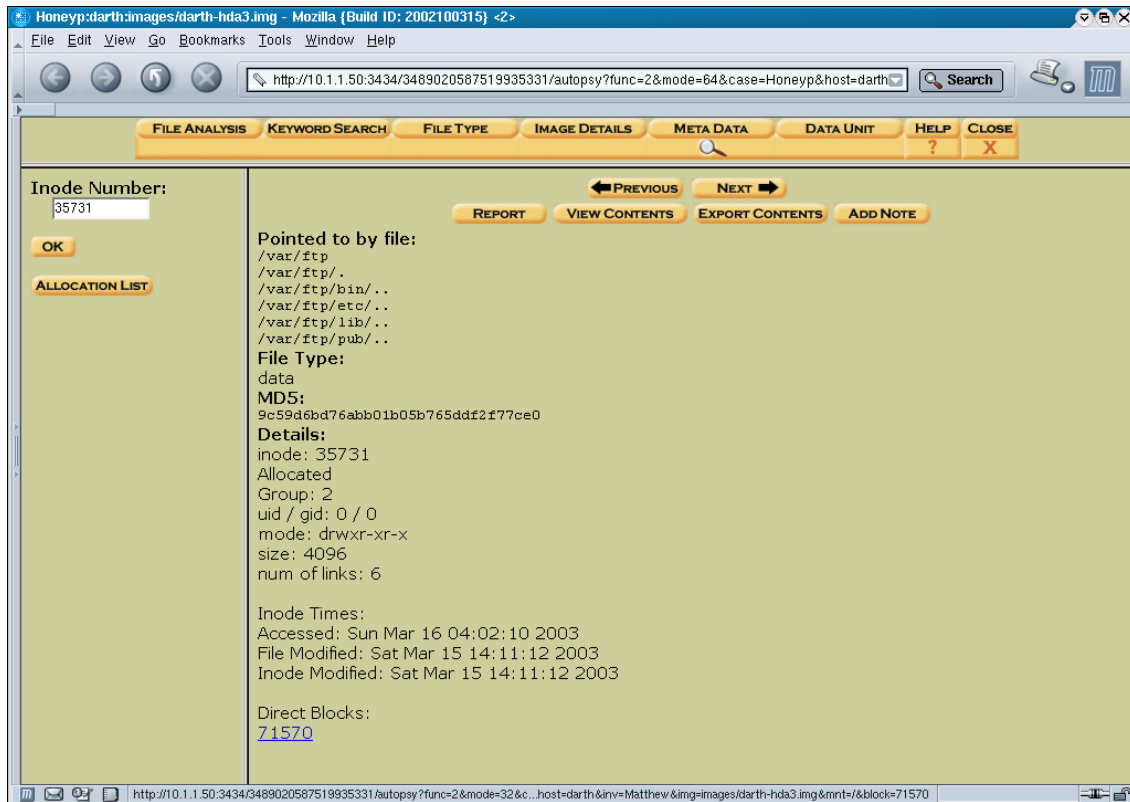 Honeyp:darth:images/darth-hda3.img - Mozilla {Build ID: 2002100315} <2>
File Edit View Go Bookmarks Tools Window Help
http://10.1.1.50:3434/3489020587519935331/autopsy?func=2&mode=64&case=Honeyp&host=darth Search
FILE ANALYSIS KEYWORD SEARCH FILE TYPE IMAGE DETAILS META DATA DATA UNIT HELP CLOSE
? X
Inode Number:
35731
OK
ALLOCATION LIST
PREVIOUS NEXT
REPORT VIEW CONTENTS EXPORT CONTENTS ADD NOTE
Pointed to by file:
/var/ftp
/var/ftp/.
/var/ftp/bin/..
/var/ftp/etc/..
/var/ftp/lib/..
/var/ftp/pub/..
File Type:
data
MD5:
9c59d6bd76abb01b05b765ddf2f77ce0
Details:
inode: 35731
Allocated
Group: 2
uid / gid: 0 / 0
mode: drwxr-xr-x
size: 4096
num of links: 6
Inode Times:
Accessed: Sun Mar 16 04:02:10 2003
File Modified: Sat Mar 15 14:11:12 2003
Inode Modified: Sat Mar 15 14:11:12 2003
Direct Blocks:
71570
http://10.1.1.50:3434/3489020587519935331/autopsy?func=2&mode=32&c...host=darth&inv=Matthew&img=images/darth-hda3.img&mnt=/&block=71570